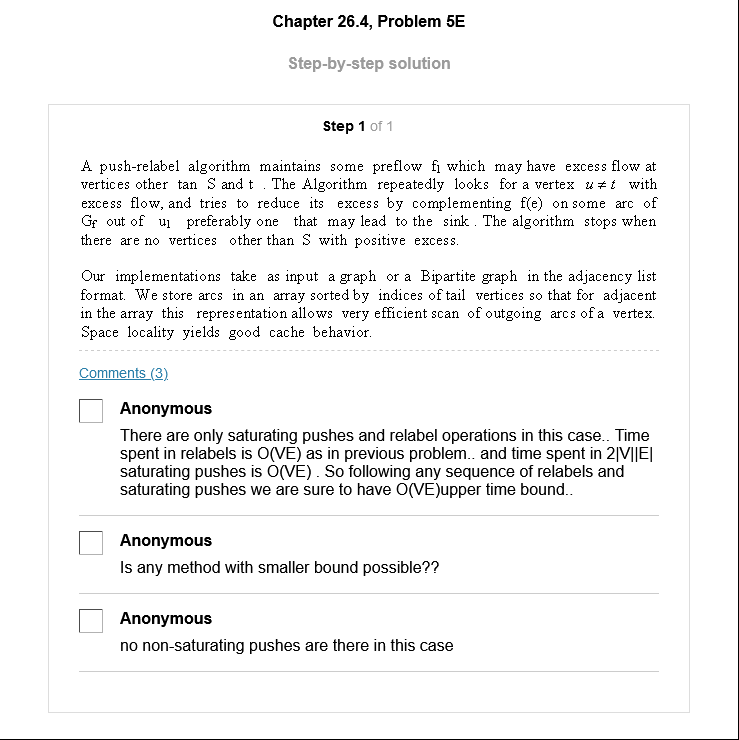 Chapter 26.4, Problem 5E
Step-by-step solution
Step 1 of 1
A push-relabel algorithm maintains some preflow f₁ which may have excess flow at
vertices other tan S and t . The Algorithm repeatedly looks for a vertex u ≠ t with
excess flow, and tries to reduce its excess by complementing f(e) on some arc of
Gf out of u₁ preferably one that may lead to the sink . The algorithm stops when
there are no vertices other than S with positive excess.
Our implementations take as input a graph or a Bipartite graph in the adjacency list
format. We store arcs in an array sorted by indices of tail vertices so that for adjacent
in the array this representation allows very efficient scan of outgoing arcs of a vertex.
Space locality yields good cache behavior.
Comments (3)
Anonymous
There are only saturating pushes and relabel operations in this case.. Time
spent in relabels is O(VE) as in previous problem.. and time spent in 2|V||E|
saturating pushes is O(VE) . So following any sequence of relabels and
saturating pushes we are sure to have O(VE)upper time bound..
Anonymous
Is any method with smaller bound possible??
Anonymous
no non-saturating pushes are there in this case